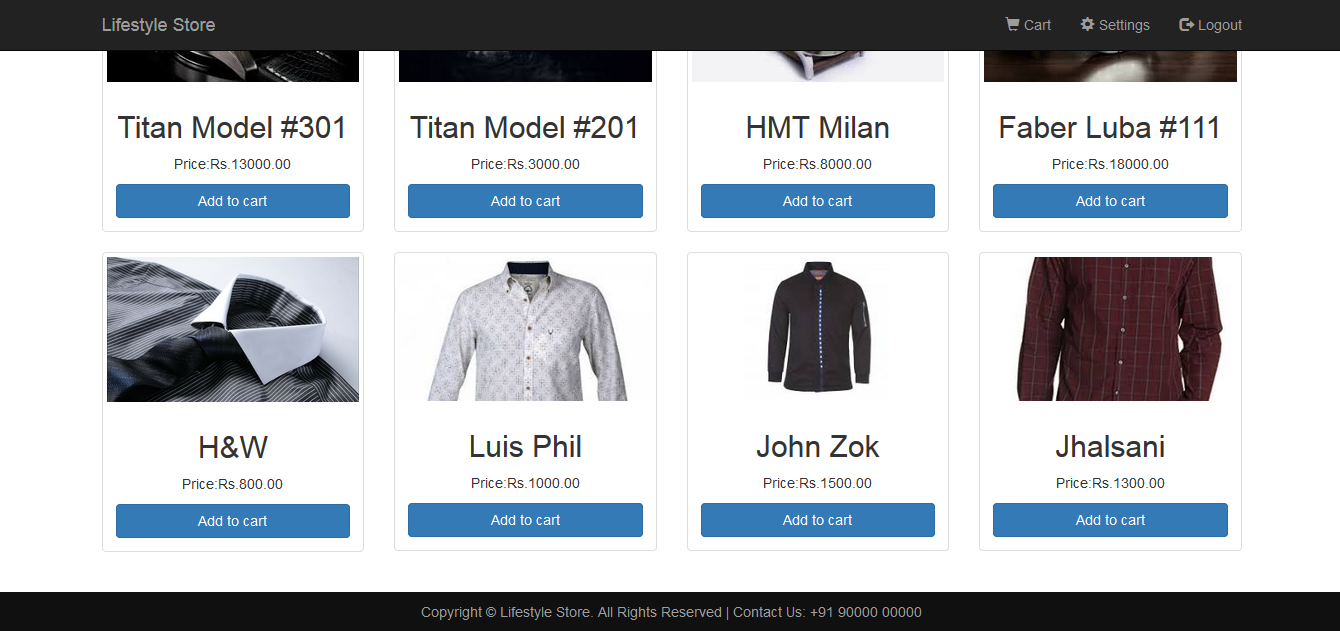 Lifestyle Store Cart Settings Logout
Titan Model #301 Titan Model #201 HMT Milan Faber Luba #111
Price:Rs.13000.00 Price:Rs.3000.00 Price:Rs.8000.00 Price:Rs.18000.00
Add to cart Add to cart Add to cart Add to cart
H&W Luis Phil John Zok Jhalsani
Price:Rs.800.00 Price:Rs.1000.00 Price:Rs.1500.00 Price:Rs.1300.00
Add to cart Add to cart Add to cart Add to cart
Copyright © Lifestyle Store. All Rights Reserved | Contact Us: +91 90000 00000